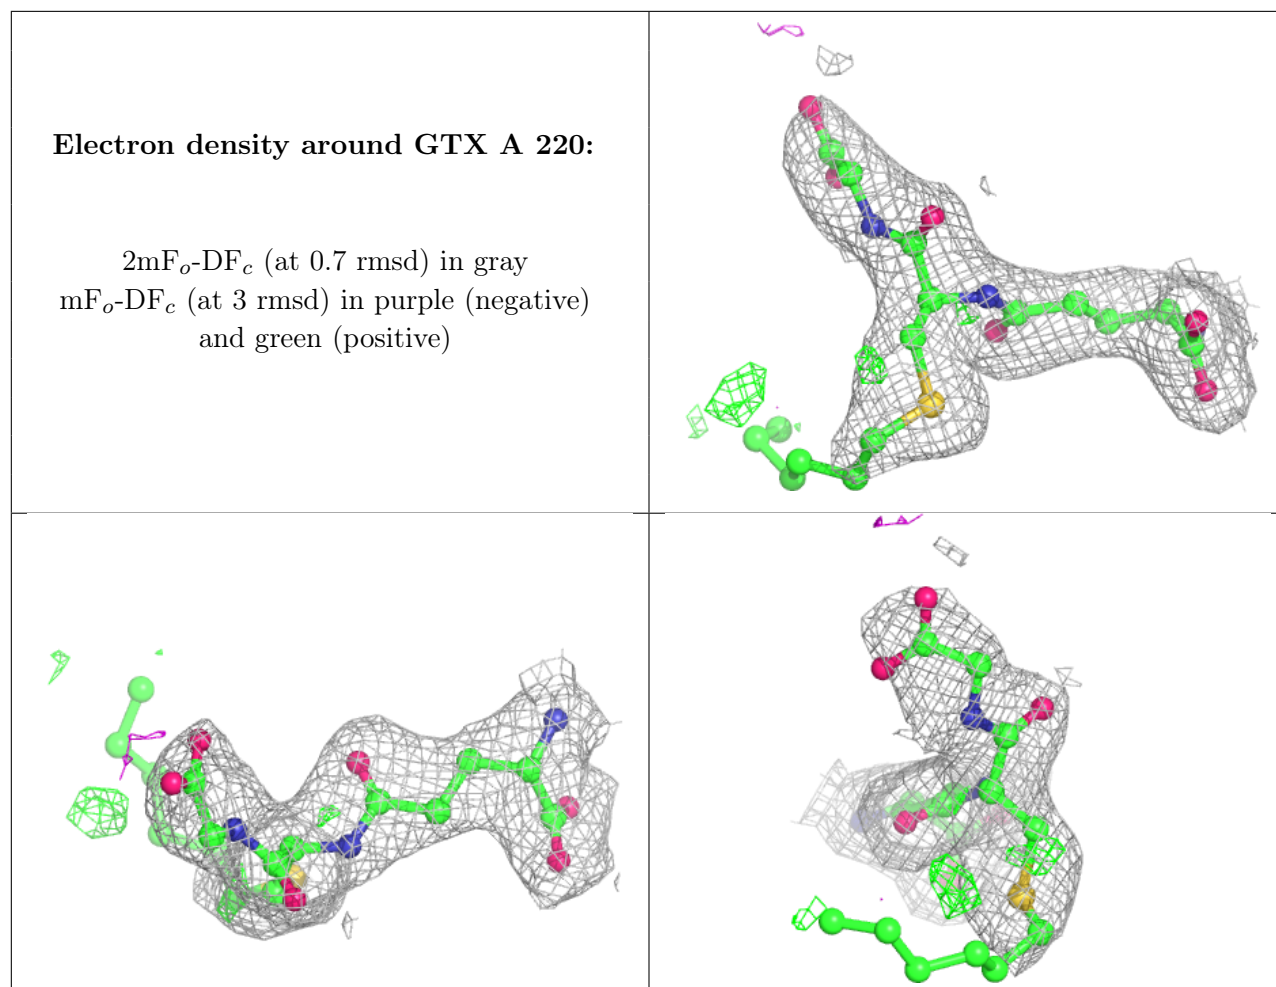 Electron density around GTX A 220:
2mFo-DFc (at 0.7 rmsd) in gray
mFo-DFc (at 3 rmsd) in purple (negative)
and green (positive)